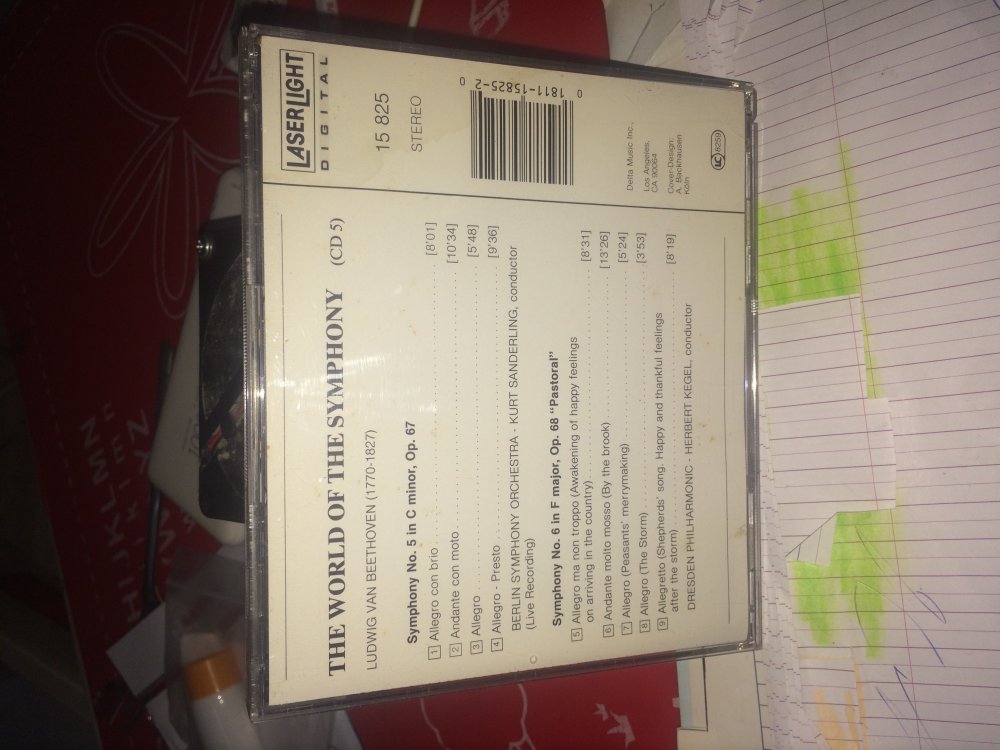 LASERLIGHT
DIGITAL
15 825
STEREO
0 1811-15825-2 0
Delta Music Inc.,
Los Angeles,
CA 90064
Cover-Design:
A. Backhausen
Köln
LC 8259
THE WORLD OF THE SYMPHONY (CD 5)
LUDWIG VAN BEETHOVEN (1770-1827)
Symphony No. 5 in C minor, Op. 67
1 Allegro con brio [8'01]
2 Andante con moto [10'34]
3 Allegro [5'48]
4 Allegro - Presto [9'36]
BERLIN SYMPHONY ORCHESTRA - KURT SANDERLING, conductor
(Live Recording)
Symphony No. 6 in F major, Op. 68 "Pastoral"
5 Allegro ma non troppo (Awakening of happy feelings
on arriving in the country) [8'31]
6 Andante molto mosso (By the brook) [13'26]
7 Allegro (Peasants' merrymaking) [5'24]
8 Allegro (The Storm) [3'53]
9 Allegretto (Shepherds' song. Happy and thankful feelings
after the storm) [8'19]
DRESDEN PHILHARMONIC - HERBERT KEGEL, conductor